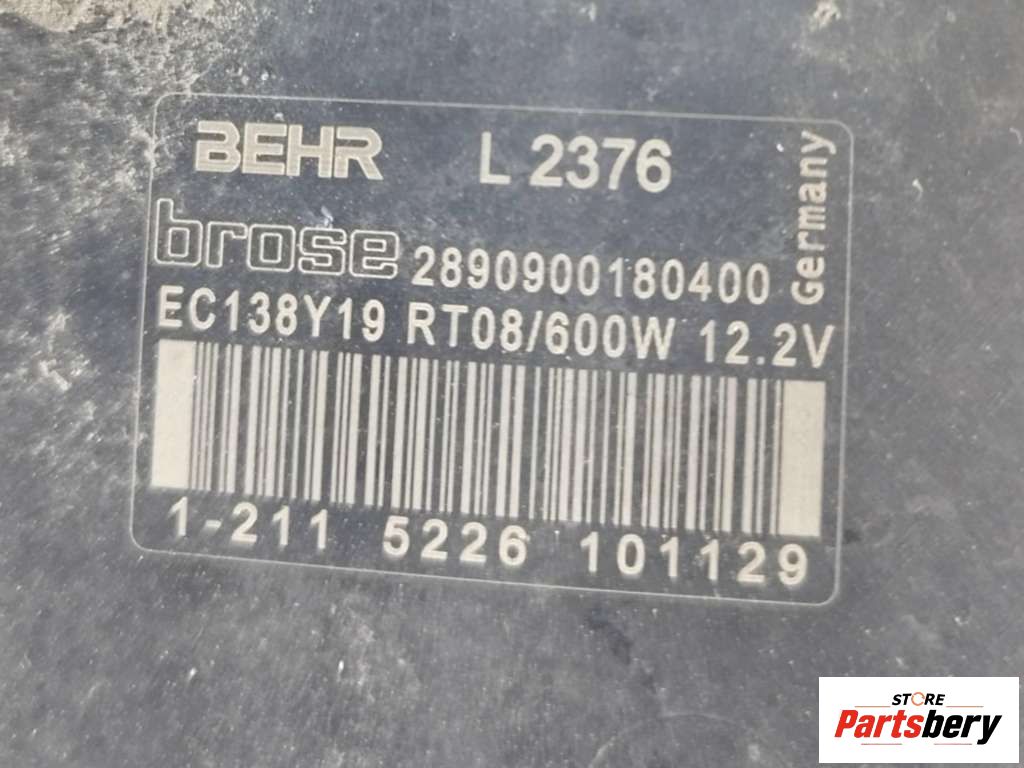 BEHR L 2376
Germany
brose 2890900180400
EC138Y19 RT08/600W 12.2V
1-211 5226 101129
STORE
Partsbery